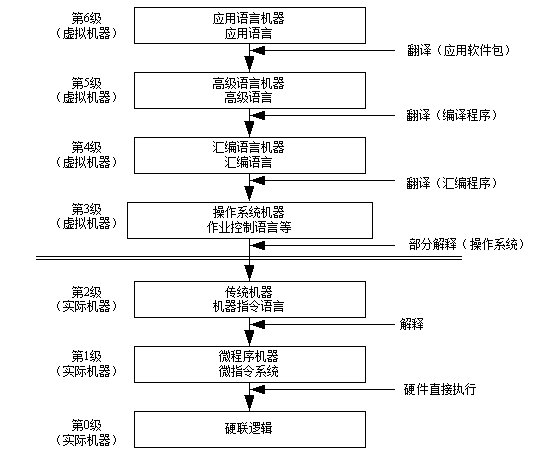 第6级
（虚拟机器）
应用语言机器
应用语言
翻译（应用软件包）
第5级
（虚拟机器）
高级语言机器
高级语言
翻译（编译程序）
第4级
（虚拟机器）
汇编语言机器
汇编语言
翻译（汇编程序）
第3级
（虚拟机器）
操作系统机器
作业控制语言等
部分解释（操作系统）
第2级
（实际机器）
传统机器
机器指令语言
解释
第1级
（实际机器）
微程序机器
微指令系统
硬件直接执行
第0级
（实际机器）
硬联逻辑